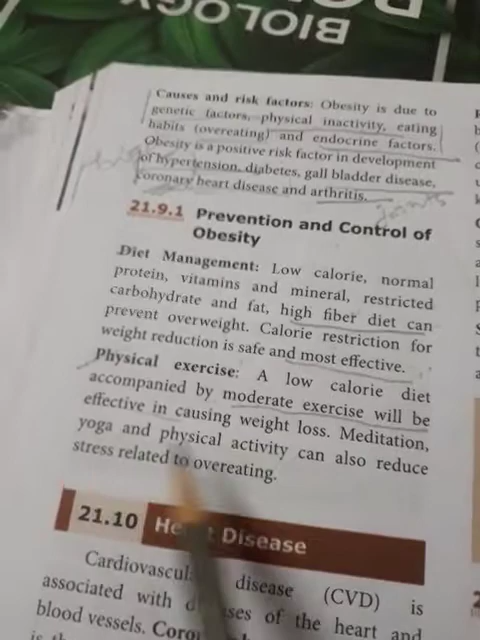 BIOLOGY
Causes and risk factors: Obesity is due to
genetic factors, physical inactivity, eating
habits (overeating) and endocrine factors.
Obesity is a positive risk factor in development
of hypertension, diabetes, gall bladder disease,
coronary heart disease and arthritis.
joints
21.9.1 Prevention and Control of
Obesity
Diet Management: Low calorie, normal
protein, vitamins and mineral, restricted
carbohydrate and fat, high fiber diet can
prevent overweight. Calorie restriction for
weight reduction is safe and most effective.
Physical exercise: A low calorie diet
accompanied by moderate exercise will be
effective in causing weight loss. Meditation,
yoga and physical activity can also reduce
stress related to overeating.
21.10 Heart Disease
disease (CVD) is
associated with of the heart and
blood vessels.